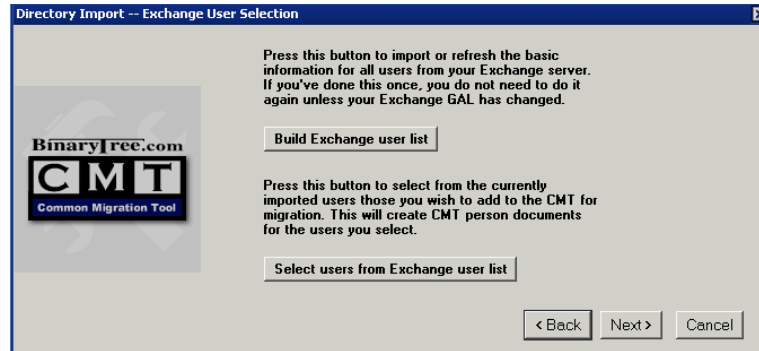 Directory Import -- Exchange User Selection
Press this button to import or refresh the basic
information for all users from your Exchange server.
If you've done this once, you do not need to do it
again unless your Exchange GAL has changed.
Build Exchange user list
BinaryTree.com
CMT
Common Migration Tool
Press this button to select from the currently
imported users those you wish to add to the CMT for
migration. This will create CMT person documents
for the users you select.
Select users from Exchange user list
< Back
Next >
Cancel